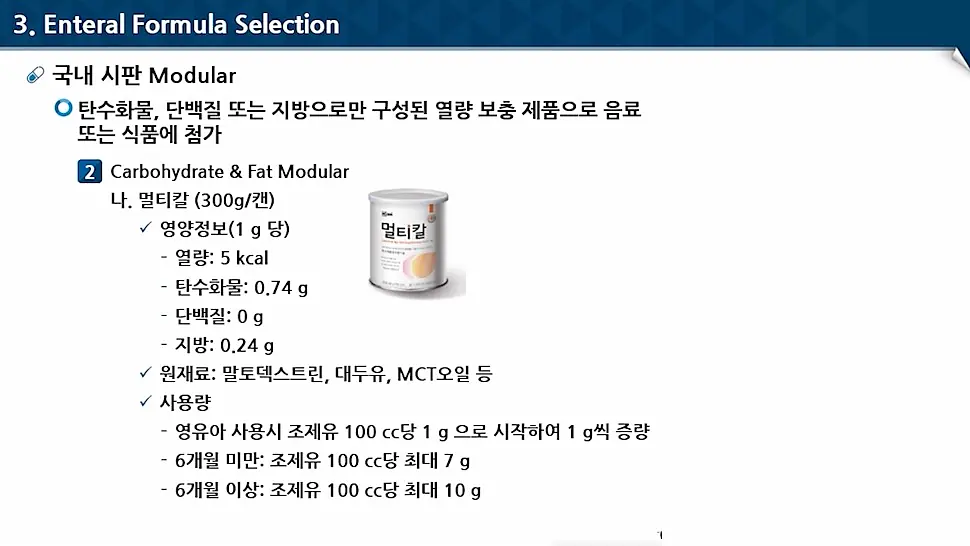 3. Enteral Formula Selection
국내 시판 Modular
탄수화물, 단백질 또는 지방으로만 구성된 열량 보충 제품으로 음료
또는 식품에 첨가
2 Carbohydrate & Fat Modular
나. 멀티칼 (300g/캔)
멀티칼
✓ 영양정보(1 g 당)
- 열량: 5 kcal
- 탄수화물: 0.74 g
- 단백질: 0 g
- 지방: 0.24 g
✓ 원재료: 말토덱스트린, 대두유, MCT오일 등
✓ 사용량
- 영유아 사용시 조제유 100 cc당 1 g 으로 시작하여 1 g씩 증량
- 6개월 미만: 조제유 100 cc당 최대 7 g
- 6개월 이상: 조제유 100 cc당 최대 10 g